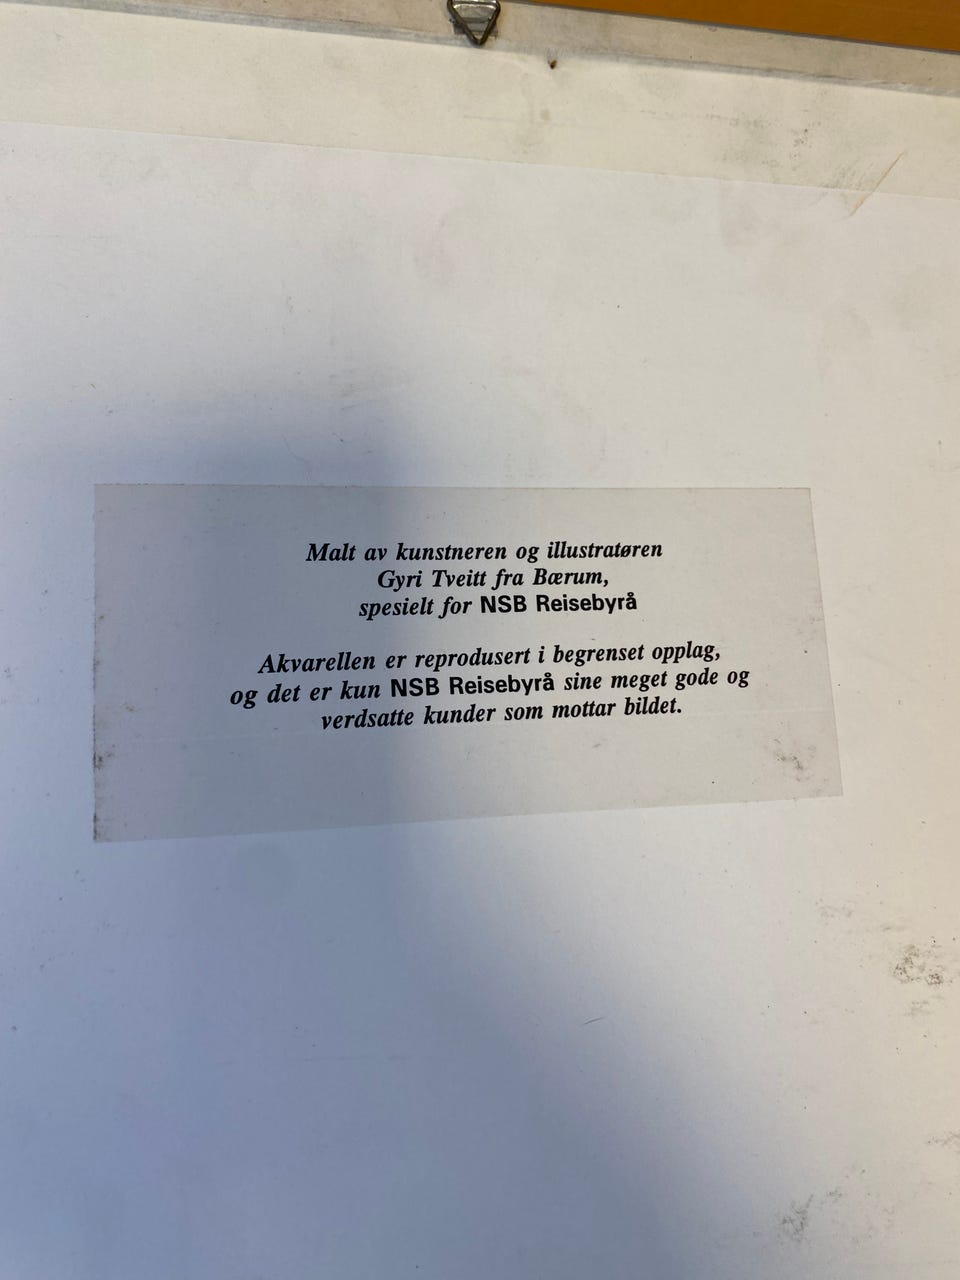 Malt av kunstneren og illustratøren
Gyri Tveitt fra Bærum,
spesielt for NSB Reisebyrå
Akvarellen er reprodusert i begrenset opplag,
og det er kun NSB Reisebyrå sine meget gode og
verdsatte kunder som mottar bildet.